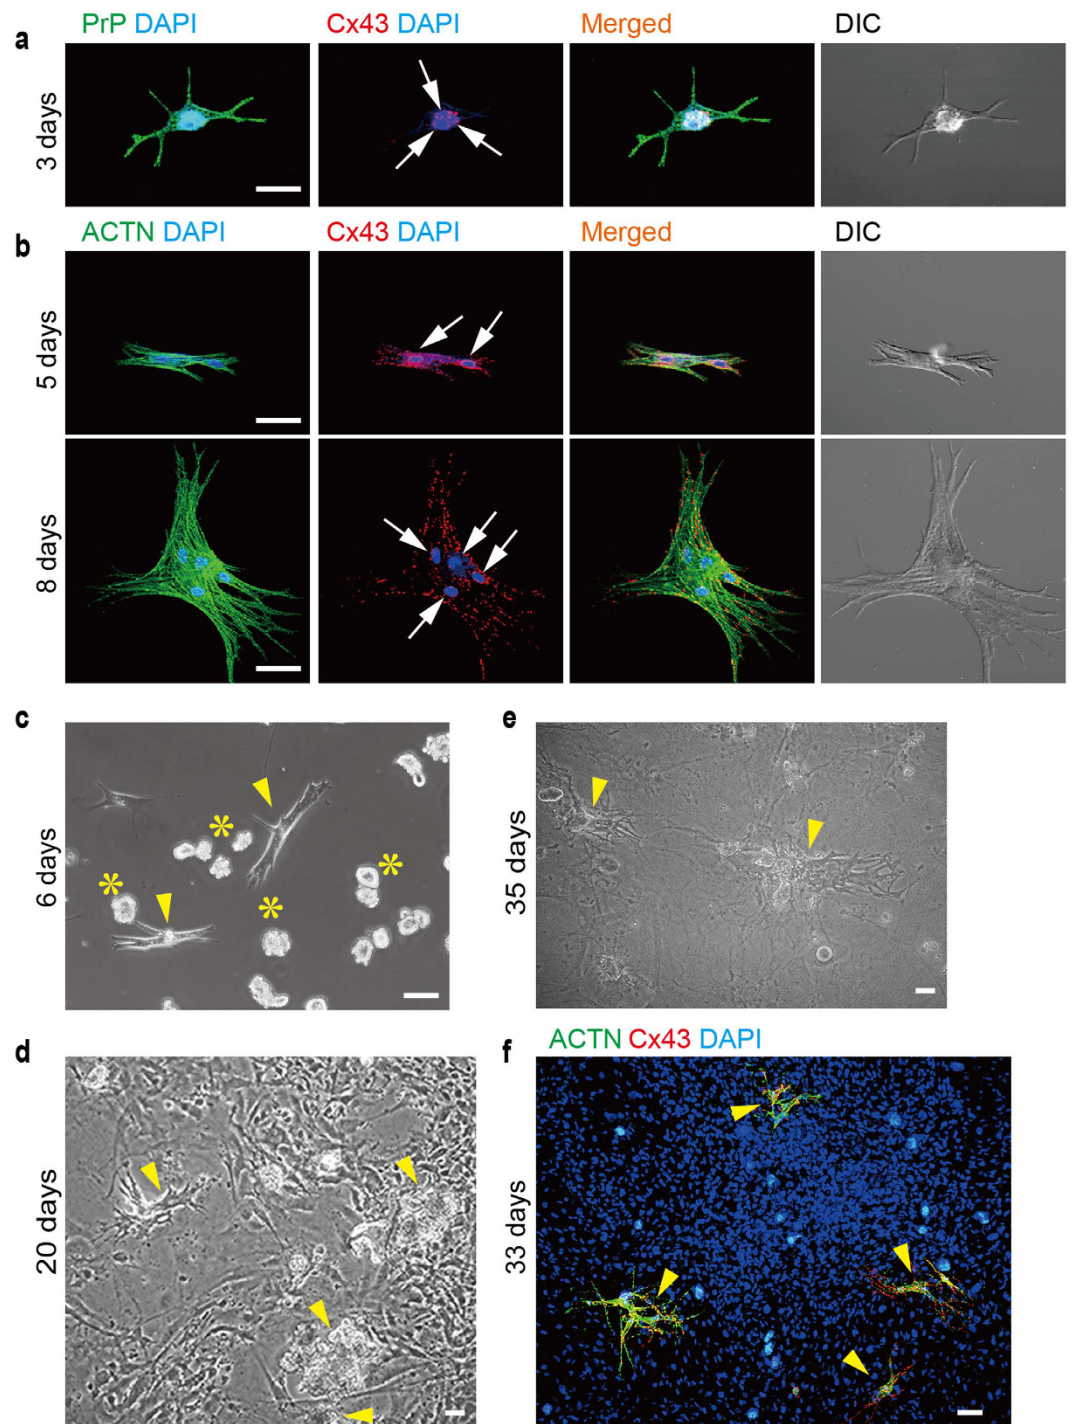 a
PrP DAPI
Cx43 DAPI
Merged
DIC
3 days
b
ACTN DAPI
Cx43 DAPI
Merged
DIC
5 days
8 days
c
6 days
*
*
*
*
e
35 days
d
20 days
f
ACTN Cx43 DAPI
33 days